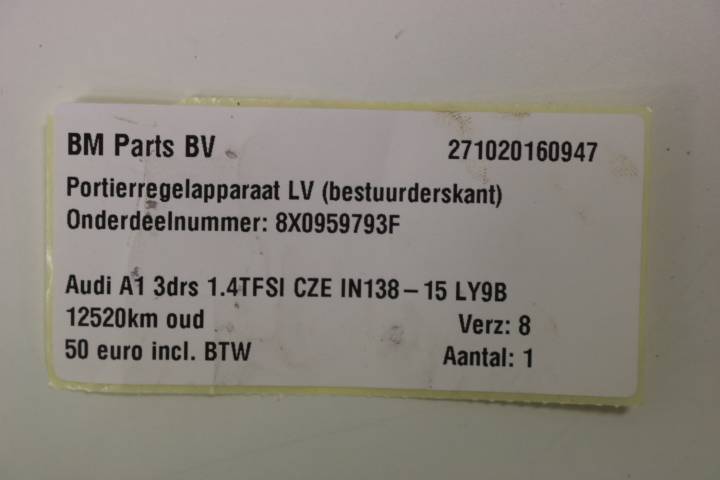 BM Parts BV 271020160947
Portierregelapparaat LV (bestuurderskant)
Onderdeelnummer: 8X0959793F
Audi A1 3drs 1.4TFSI CZE IN138-15 LY9B
12520km oud Verz: 8
50 euro incl. BTW Aantal: 1